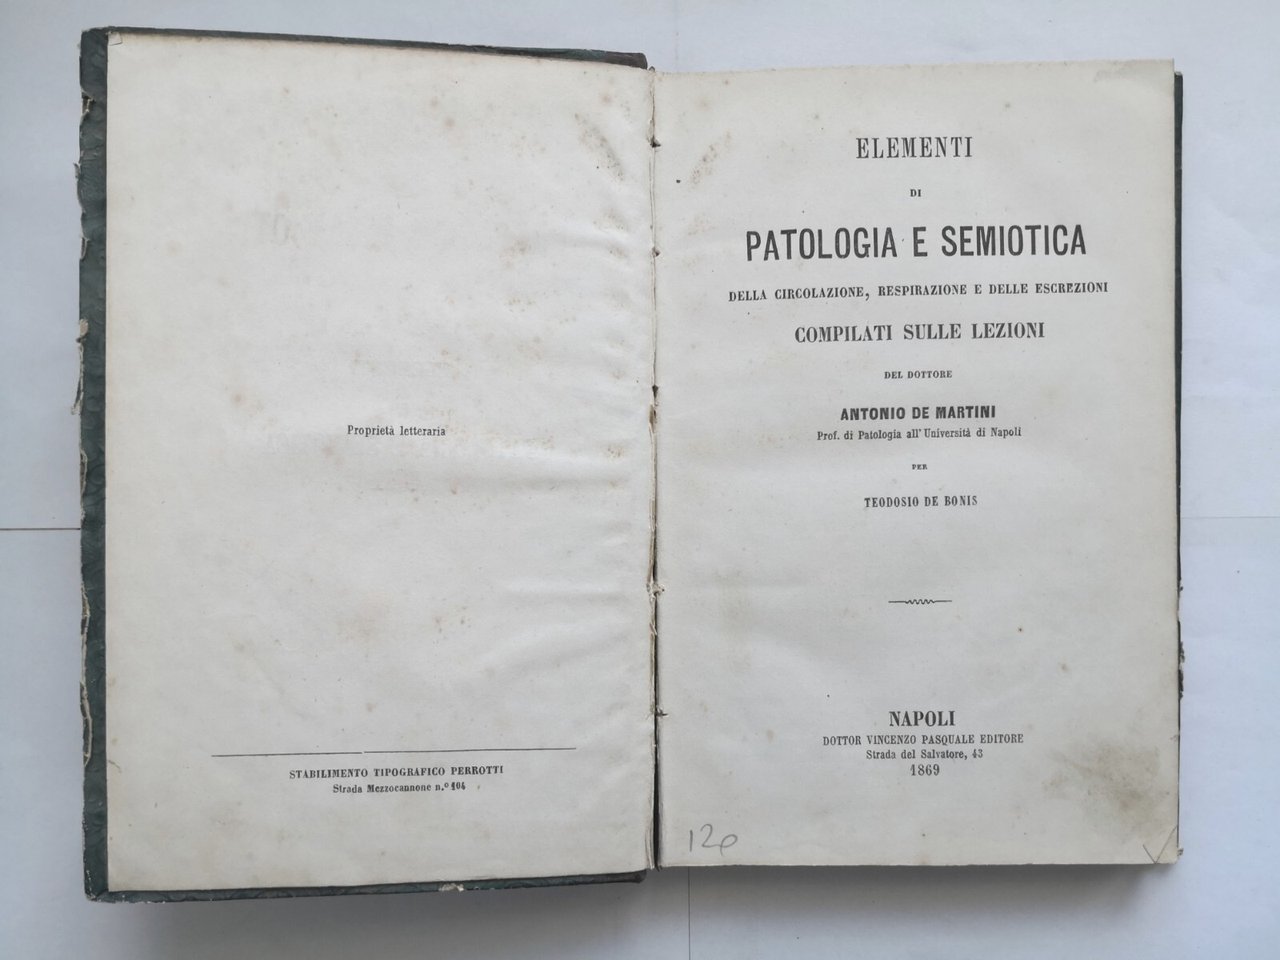 Proprietà letteraria
STABILIMENTO TIPOGRAFICO PERROTTI
Strada Mezzocannone n.º 104
ELEMENTI
DI
PATOLOGIA E SEMIOTICA
DELLA CIRCOLAZIONE, RESPIRAZIONE E DELLE ESCREZIONI
COMPILATI SULLE LEZIONI
DEL DOTTORE
ANTONIO DE MARTINI
Prof. di Patologia all' Università di Napoli
PER
TEODOSIO DE BONIS
NAPOLI
DOTTOR VINCENZO PASQUALE EDITORE
Strada del Salvatore, 43
1869